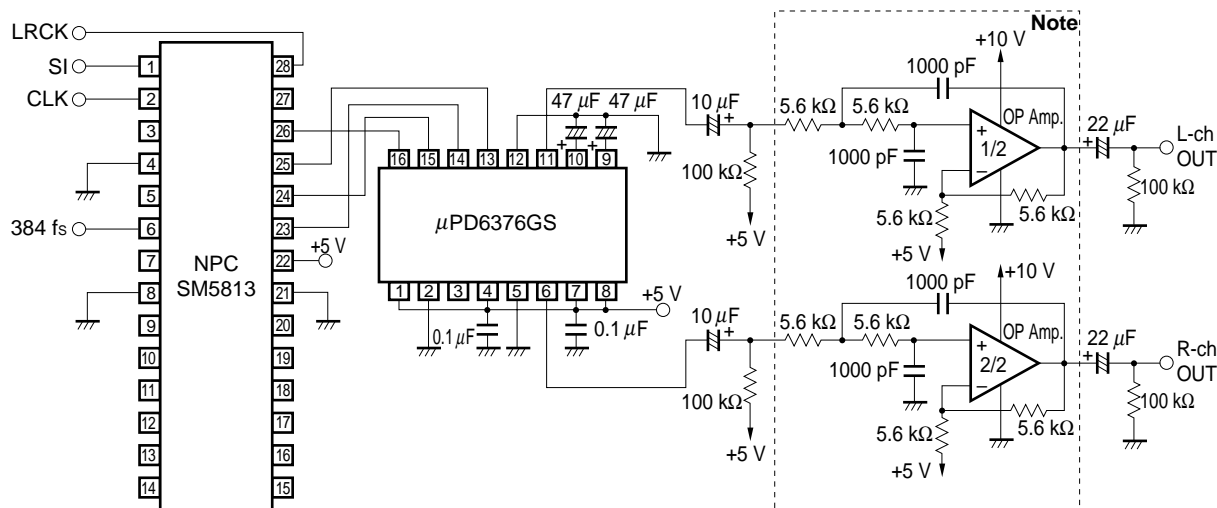 LRCK
SI
CLK
384 fs
NPC
SM5813
1
2
3
4
5
6
7
8
9
10
11
12
13
14
28
27
26
25
24
23
22
21
20
19
18
17
16
15
+5 V
47 μF
47 μF
16
15
14
13
12
11
10
9
μPD6376GS
1
2
3
4
5
6
7
8
+5 V
0.1 μF
0.1 μF
Note
10 μF
+
100 kΩ
+5 V
5.6 kΩ
5.6 kΩ
1000 pF
1000 pF
+10 V
OP Amp.
+
1/2
−
5.6 kΩ
5.6 kΩ
+5 V
22 μF
+
100 kΩ
L-ch
OUT
10 μF
+
100 kΩ
+5 V
5.6 kΩ
5.6 kΩ
1000 pF
1000 pF
+10 V
OP Amp.
+
2/2
−
5.6 kΩ
5.6 kΩ
+5 V
22 μF
+
100 kΩ
R-ch
OUT